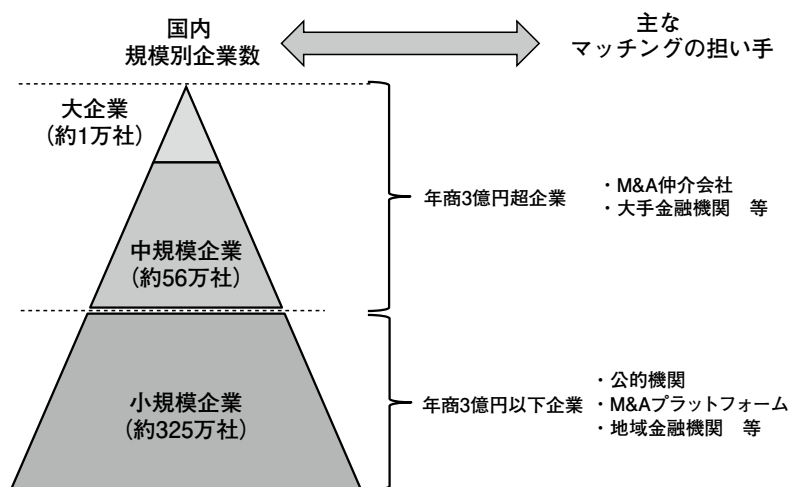 国内
規模別企業数
主な
マッチングの担い手
大企業
（約1万社）
年商3億円超企業
・M&A仲介会社
・大手金融機関　等
中規模企業
（約56万社）
小規模企業
（約325万社）
年商3億円以下企業
・公的機関
・M&Aプラットフォーム
・地域金融機関　等